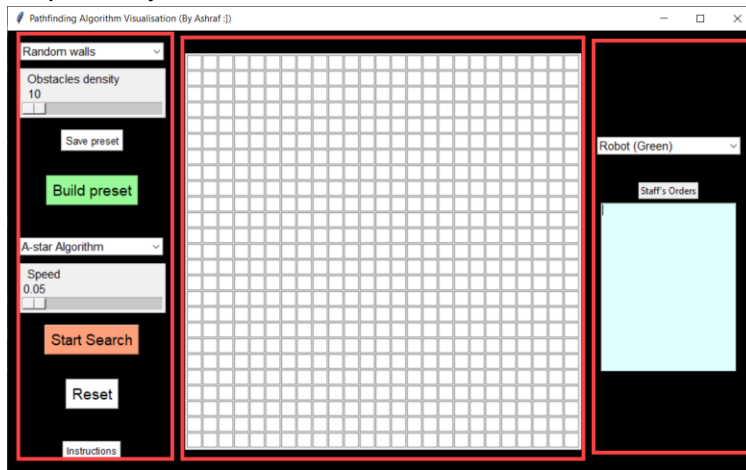 Pathfinding Algorithm Visualisation (By Ashraf :])
Random walls
Obstacles density
10
Save preset
Build preset
A-star Algorithm
Speed
0.05
Start Search
Reset
Instructions
Robot (Green)
Staff's Orders